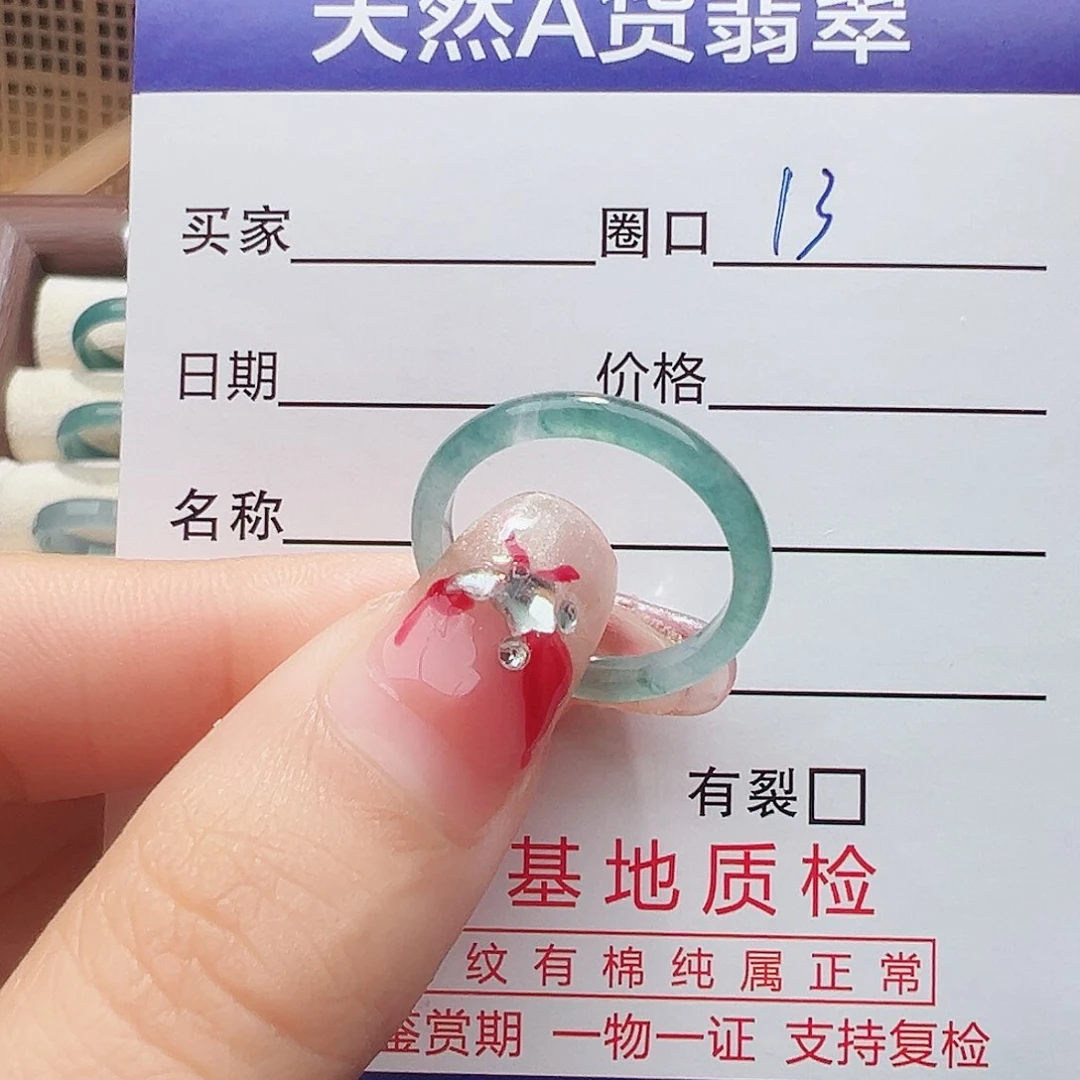 天然A货翡翠
买家 圈口 13
日期 价格
名称
有裂
基地质检
纹有棉纯属正常
鉴赏期 一物一证 支持复检